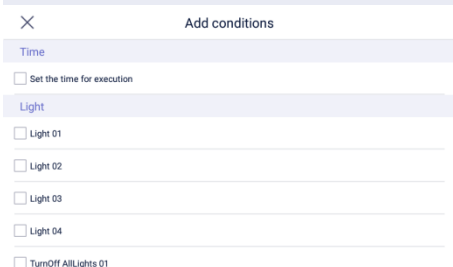 Add conditions
Time
Set the time for execution
Light
Light 01
Light 02
Light 03
Light 04
TurnOff AllLights 01